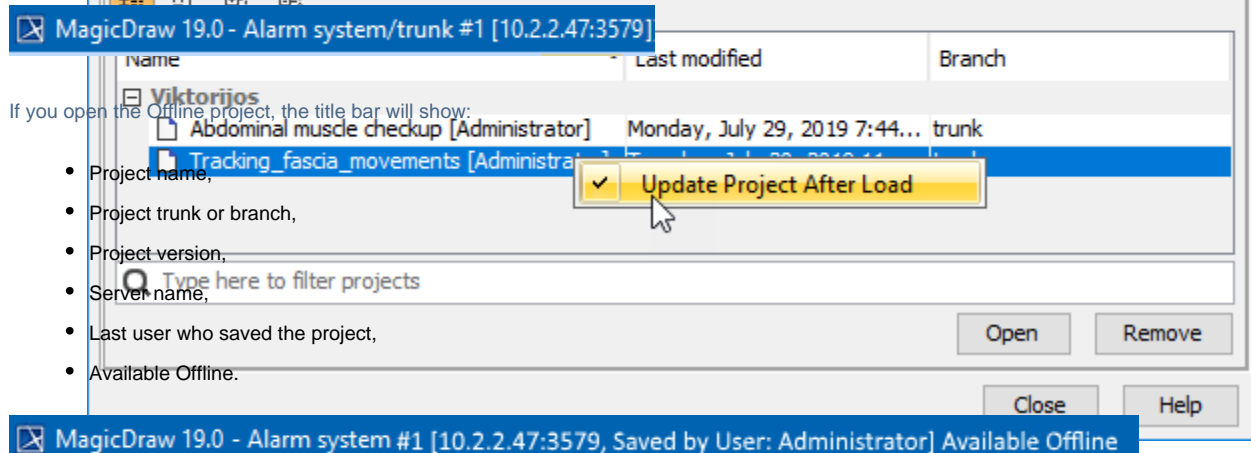 MagicDraw 19.0 - Alarm system/trunk #1 [10.2.2.47:3579]
Name Last modified Branch
Viktorijos
If you open the Offline project, the title bar will show:
Abdominal muscle checkup [Administrator] Monday, July 29, 2019 7:44... trunk
Tracking_fascia_movements [Administra
Update Project After Load
• Project name,
• Project trunk or branch,
• Project version,
Type here to filter projects
• Server name,
• Last user who saved the project,
Open Remove
• Available Offline.
Close Help
MagicDraw 19.0 - Alarm system #1 [10.2.2.47:3579, Saved by User: Administrator] Available Offline